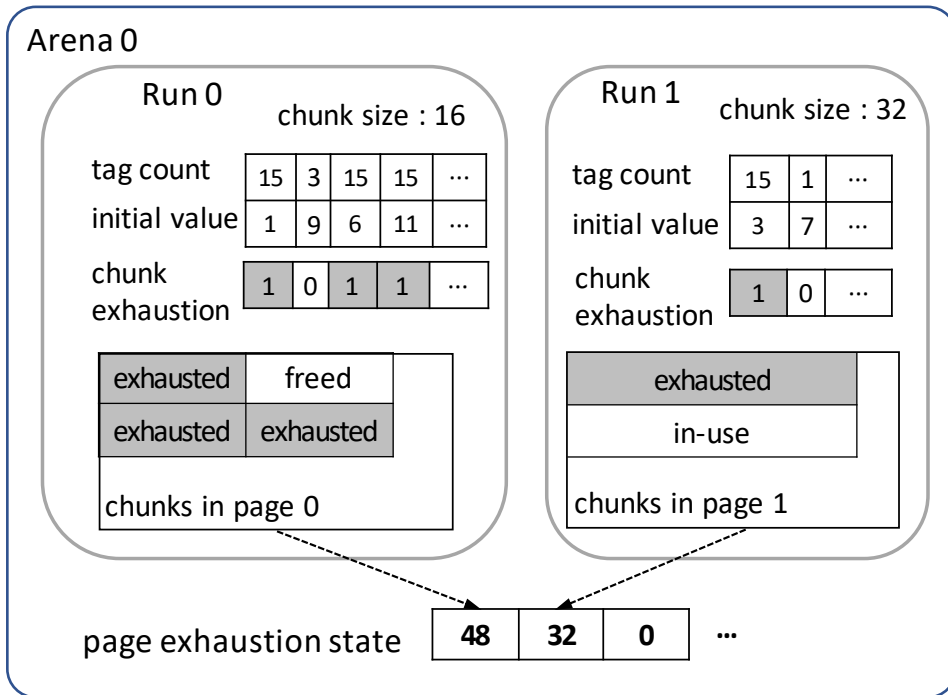 Arena 0
Run 0
chunk size : 16
tag count 15 3 15 15 ...
initial value 1 9 6 11 ...
chunk
exhaustion 1 0 1 1 ...
exhausted freed
exhausted exhausted
chunks in page 0
Run 1
chunk size : 32
tag count 15 1 ...
initial value 3 7 ...
chunk
exhaustion 1 0 ...
exhausted
in-use
chunks in page 1
page exhaustion state 48 32 0 ...